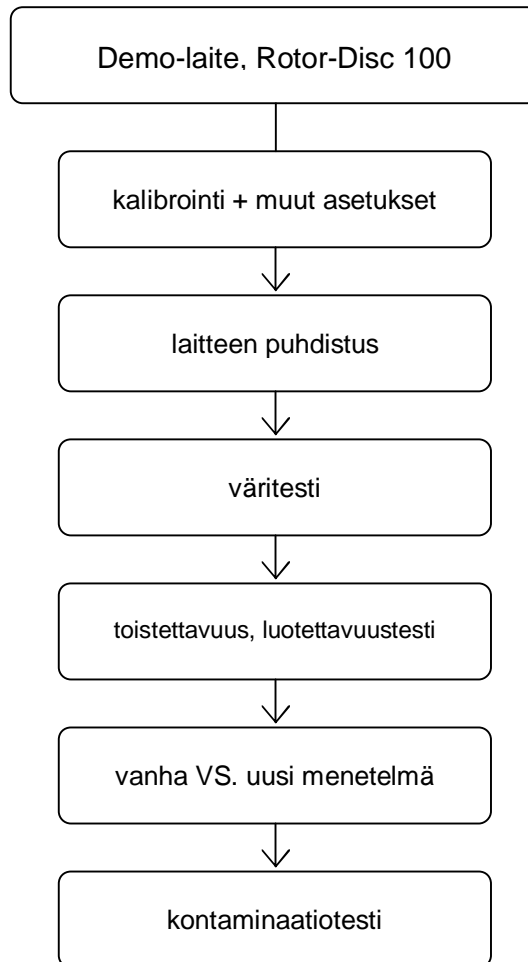 Demo-laite, Rotor-Disc 100
kalibrointi + muut asetukset
laitteen puhdistus
väritesti
toistettavuus, luotettavuustesti
vanha VS. uusi menetelmä
kontaminaatiotesti